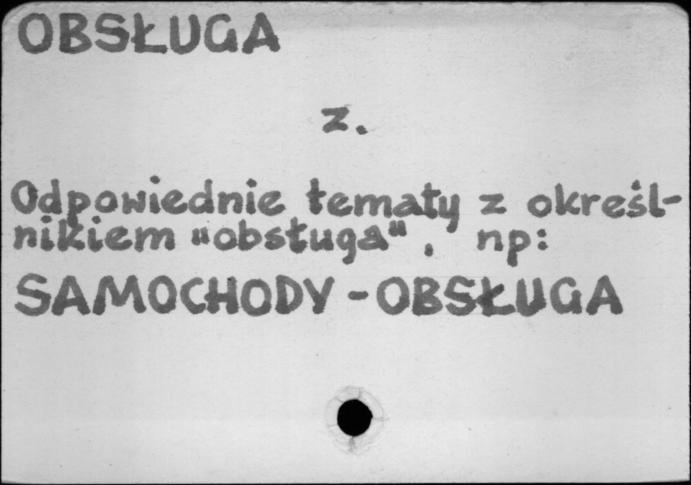 OBSŁUGA
z.
Odpowiednie tematy z określ-
nikiem "obsługa", np:
SAMOCHODY - OBSŁUGA